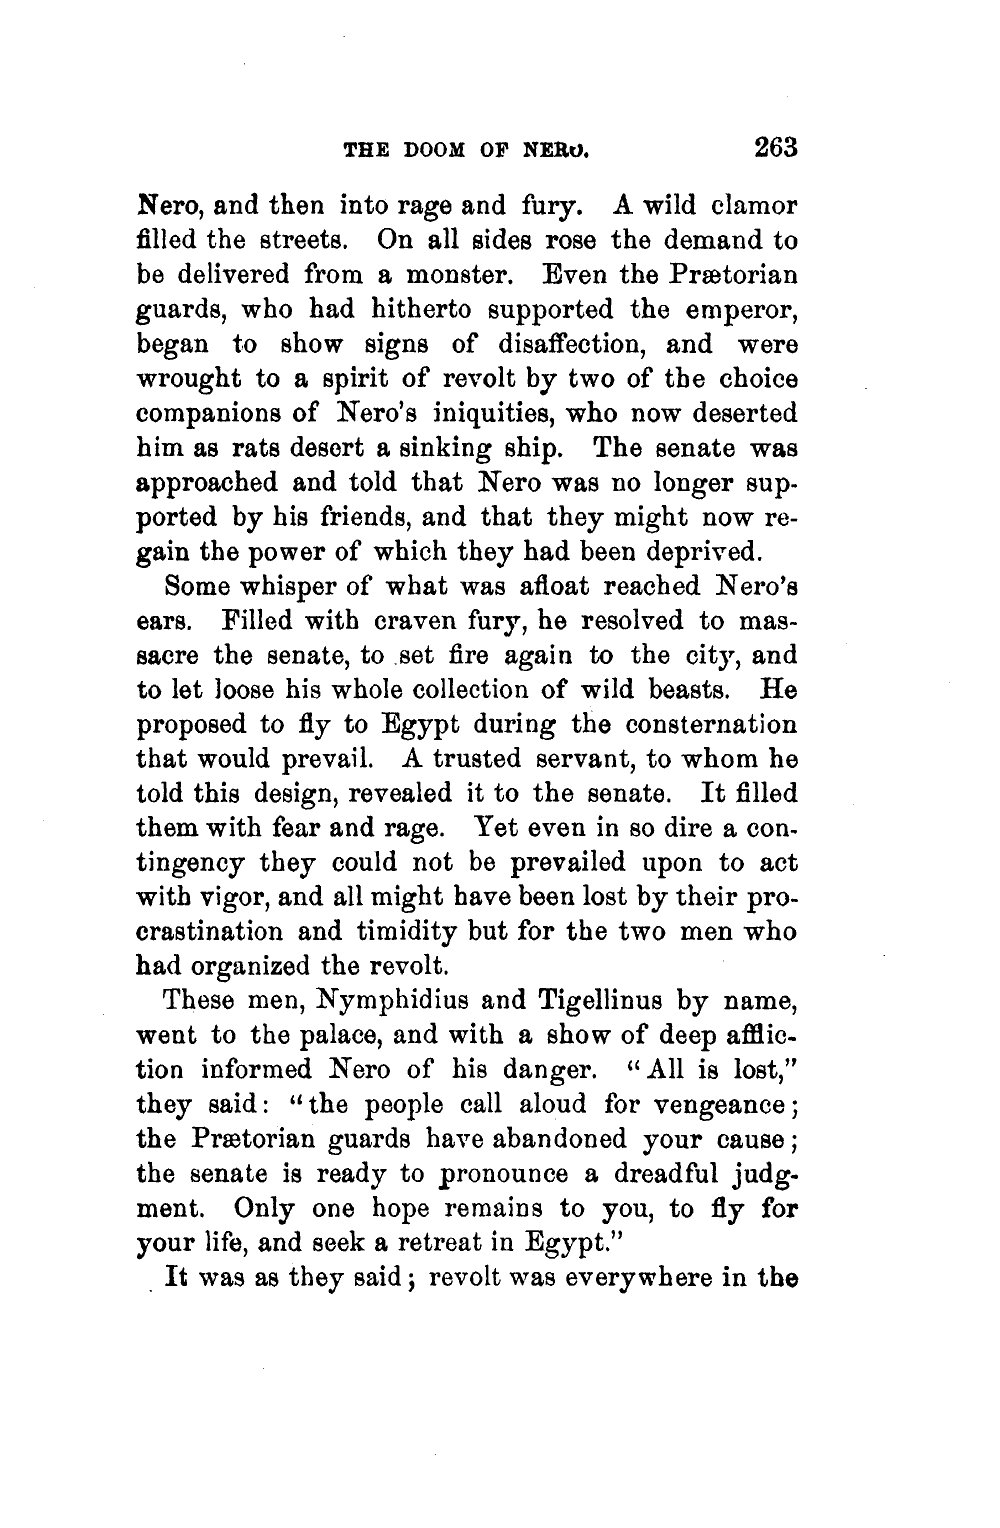 THE DOOM OF NERO. 263
Nero, and then into rage and fury. A wild clamor
filled the streets. On all sides rose the demand to
be delivered from a monster. Even the Prætorian
guards, who had hitherto supported the emperor,
began to show signs of disaffection, and were
wrought to a spirit of revolt by two of the choice
companions of Nero's iniquities, who now deserted
him as rats desert a sinking ship. The senate was
approached and told that Nero was no longer sup-
ported by his friends, and that they might now re-
gain the power of which they had been deprived.
Some whisper of what was afloat reached Nero's
ears. Filled with craven fury, he resolved to mas-
sacre the senate, to set fire again to the city, and
to let loose his whole collection of wild beasts. He
proposed to fly to Egypt during the consternation
that would prevail. A trusted servant, to whom he
told this design, revealed it to the senate. It filled
them with fear and rage. Yet even in so dire a con-
tingency they could not be prevailed upon to act
with vigor, and all might have been lost by their pro-
crastination and timidity but for the two men who
had organized the revolt.
These men, Nymphidius and Tigellinus by name,
went to the palace, and with a show of deep afflic-
tion informed Nero of his danger. "All is lost,"
they said: "the people call aloud for vengeance;
the Prætorian guards have abandoned your cause;
the senate is ready to pronounce a dreadful judg-
ment. Only one hope remains to you, to fly for
your life, and seek a retreat in Egypt."
It was as they said; revolt was everywhere in the